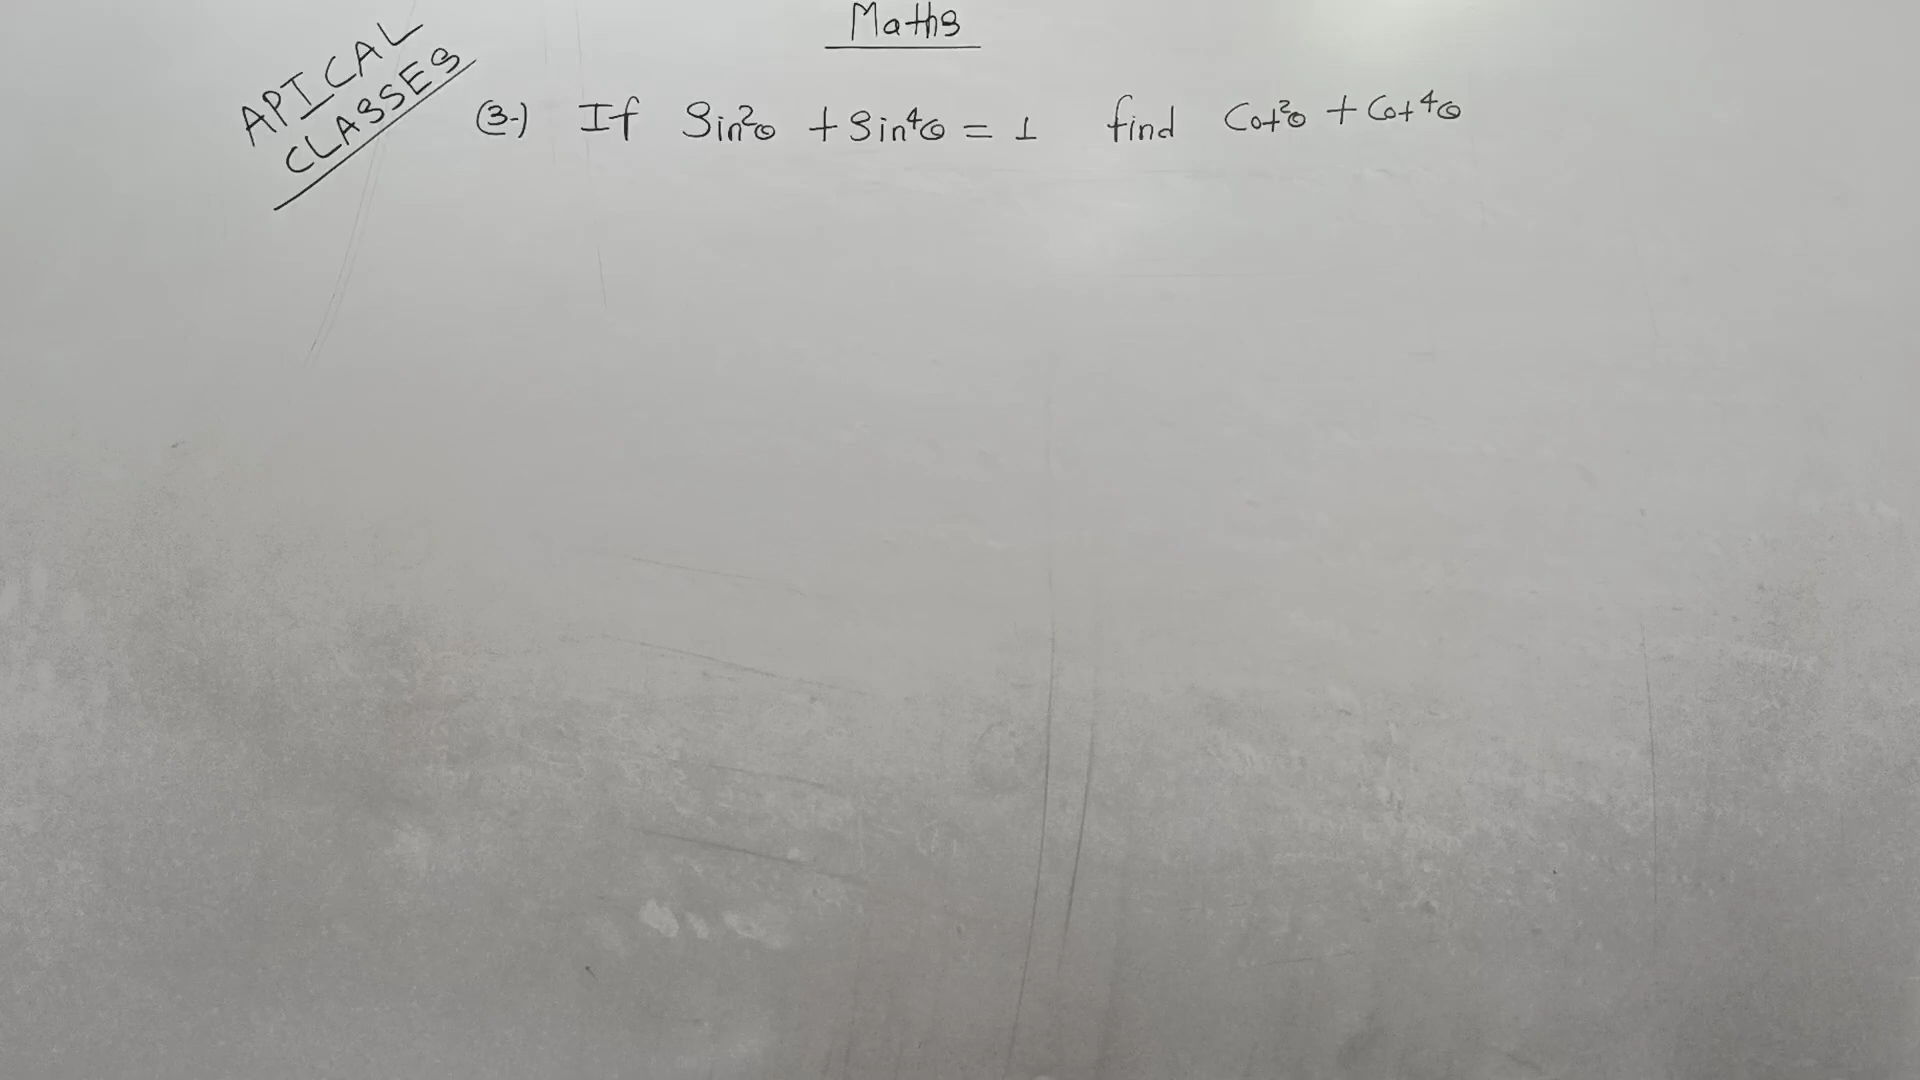 Maths
APICAL
CLASSES
(3-) If Sin²θ + Sin⁴θ = 1 find Cot²θ + Cot⁴θ